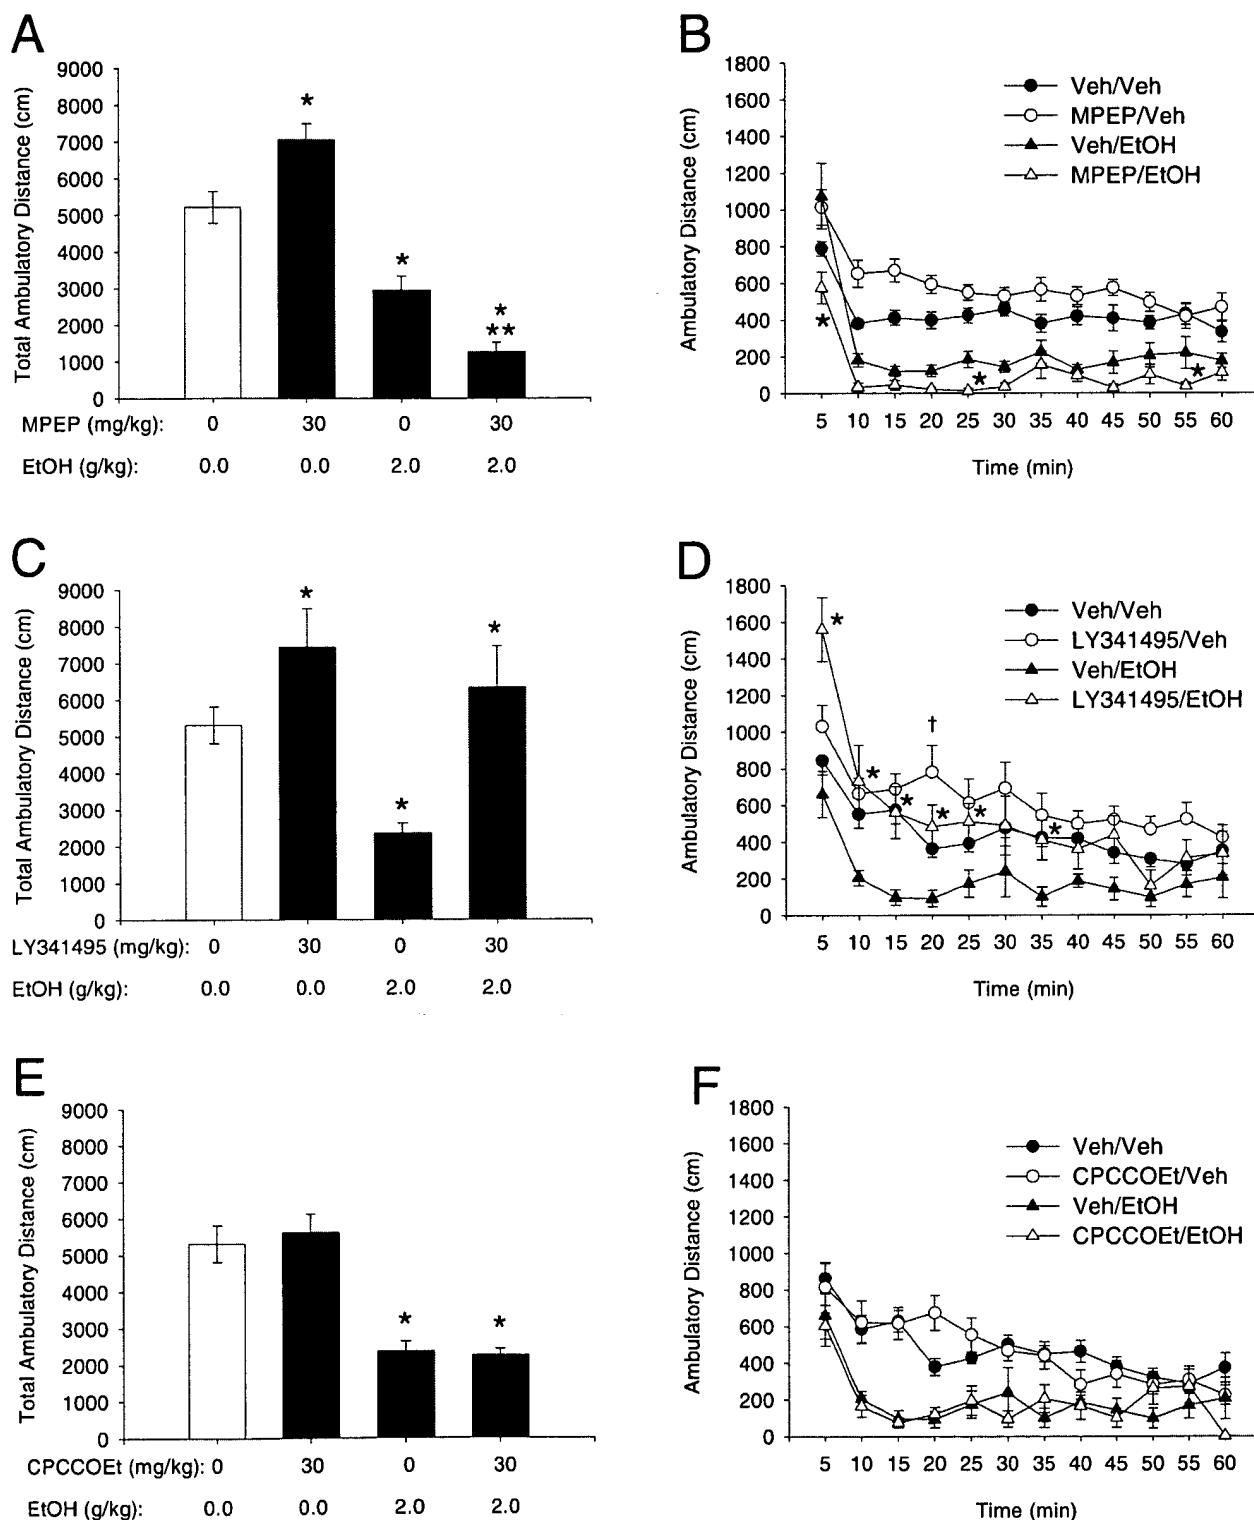 A
9000
8000
7000
6000
5000
4000
3000
2000
1000
0
Total Ambulatory Distance (cm)
*
*
*
**
MPEP (mg/kg): 0 30 0 30
EtOH (g/kg): 0.0 0.0 2.0 2.0
B
1800
1600
1400
1200
1000
800
600
400
200
0
Ambulatory Distance (cm)
Veh/Veh
MPEP/Veh
Veh/EtOH
MPEP/EtOH
*
*
*
5 10 15 20 25 30 35 40 45 50 55 60
Time (min)
C
9000
8000
7000
6000
5000
4000
3000
2000
1000
0
Total Ambulatory Distance (cm)
*
*
*
LY341495 (mg/kg): 0 30 0 30
EtOH (g/kg): 0.0 0.0 2.0 2.0
D
1800
1600
1400
1200
1000
800
600
400
200
0
Ambulatory Distance (cm)
Veh/Veh
LY341495/Veh
Veh/EtOH
LY341495/EtOH
*
†
*
*
*
*
*
5 10 15 20 25 30 35 40 45 50 55 60
Time (min)
E
9000
8000
7000
6000
5000
4000
3000
2000
1000
0
Total Ambulatory Distance (cm)
*
*
CPCCOEt (mg/kg): 0 30 0 30
EtOH (g/kg): 0.0 0.0 2.0 2.0
F
1800
1600
1400
1200
1000
800
600
400
200
0
Ambulatory Distance (cm)
Veh/Veh
CPCCOEt/Veh
Veh/EtOH
CPCCOEt/EtOH
5 10 15 20 25 30 35 40 45 50 55 60
Time (min)